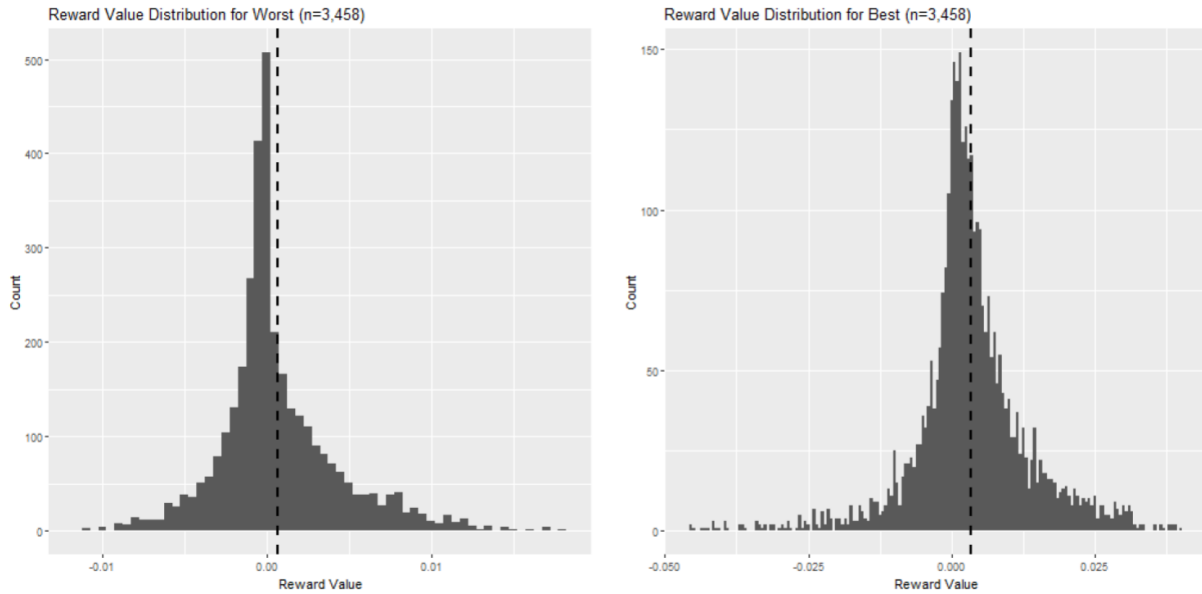 Reward Value Distribution for Worst (n=3,458)
500
400
300
200
100
0
Count
-0.01
0.00
0.01
Reward Value
Reward Value Distribution for Best (n=3,458)
150
100
50
0
Count
-0.050
-0.025
0.000
0.025
Reward Value